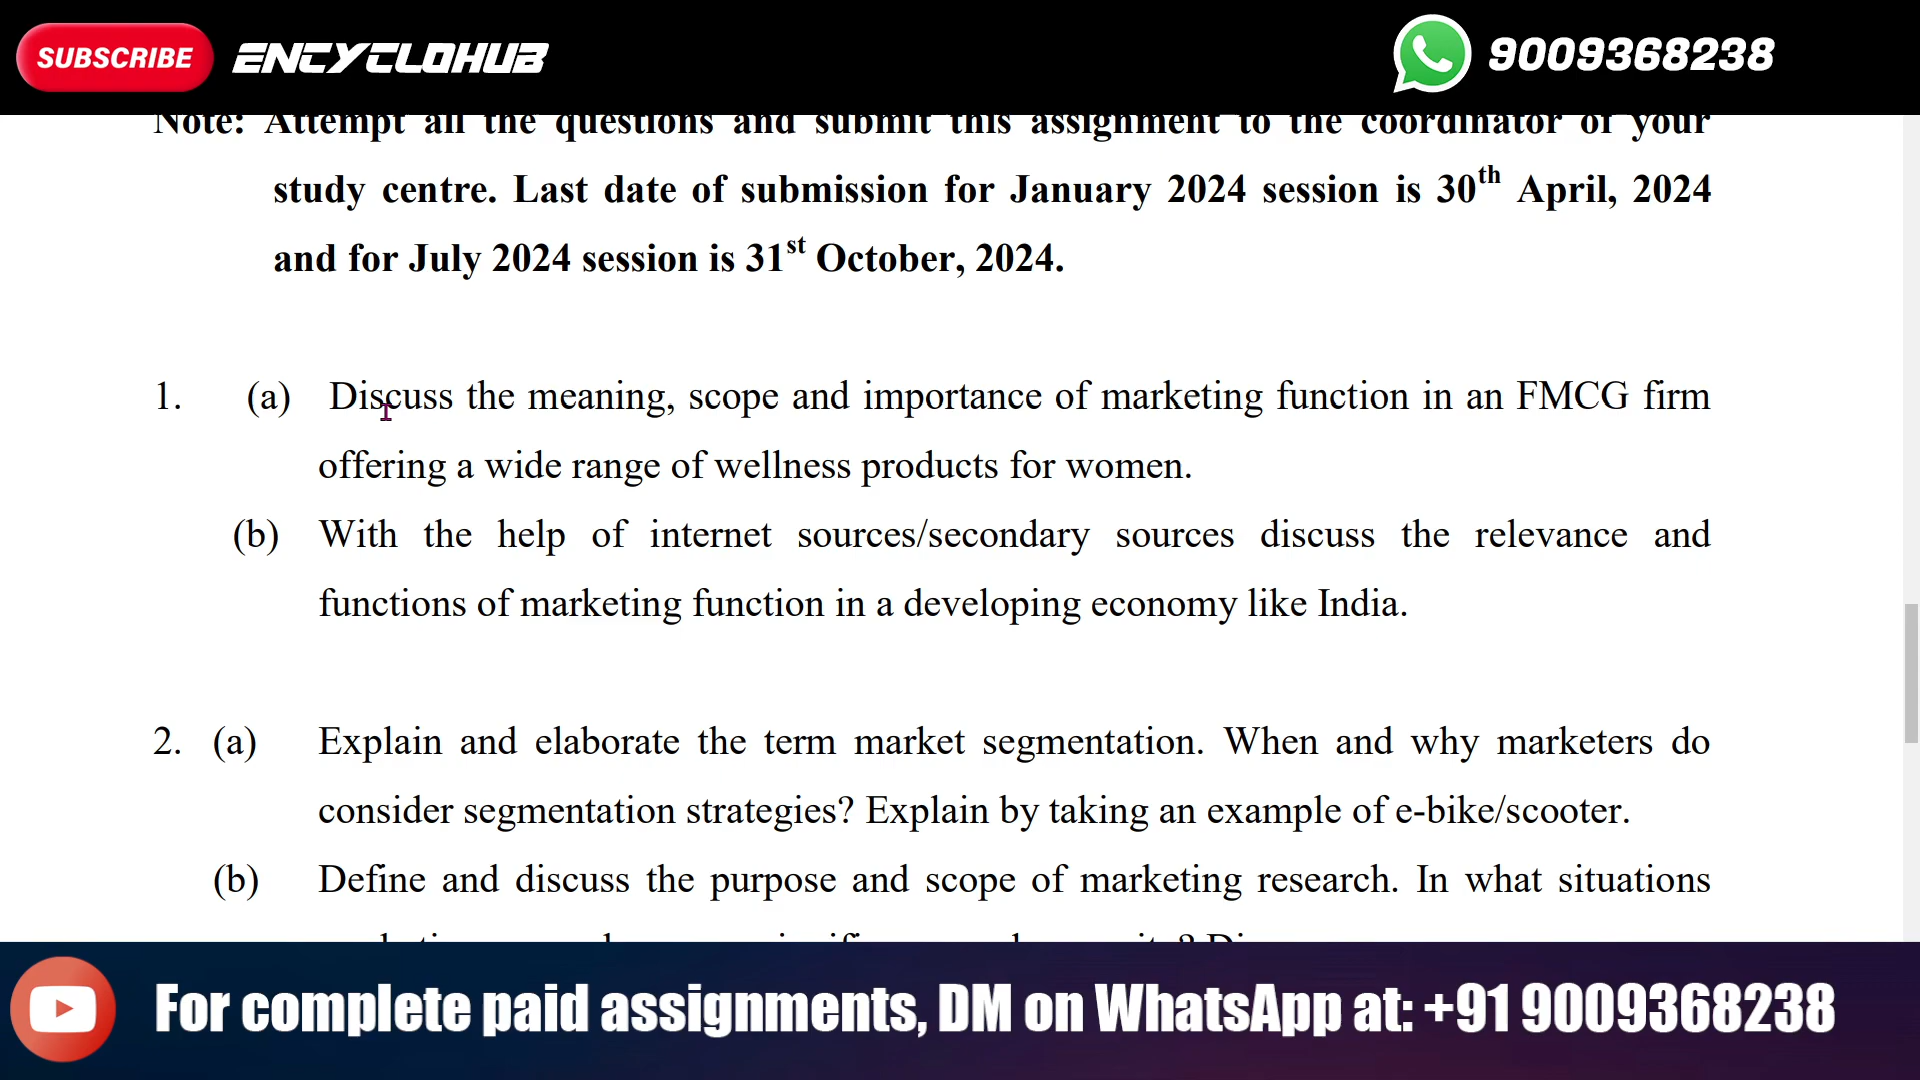 SUBSCRIBE ENCYCLOHUB 9009368238
Note: Attempt all the questions and submit this assignment to the coordinator of your
study centre. Last date of submission for January 2024 session is 30th April, 2024
and for July 2024 session is 31st October, 2024.
1. (a) Discuss the meaning, scope and importance of marketing function in an FMCG firm
offering a wide range of wellness products for women.
(b) With the help of internet sources/secondary sources discuss the relevance and
functions of marketing function in a developing economy like India.
2. (a) Explain and elaborate the term market segmentation. When and why marketers do
consider segmentation strategies? Explain by taking an example of e-bike/scooter.
(b) Define and discuss the purpose and scope of marketing research. In what situations
For complete paid assignments, DM on WhatsApp at: +91 9009368238